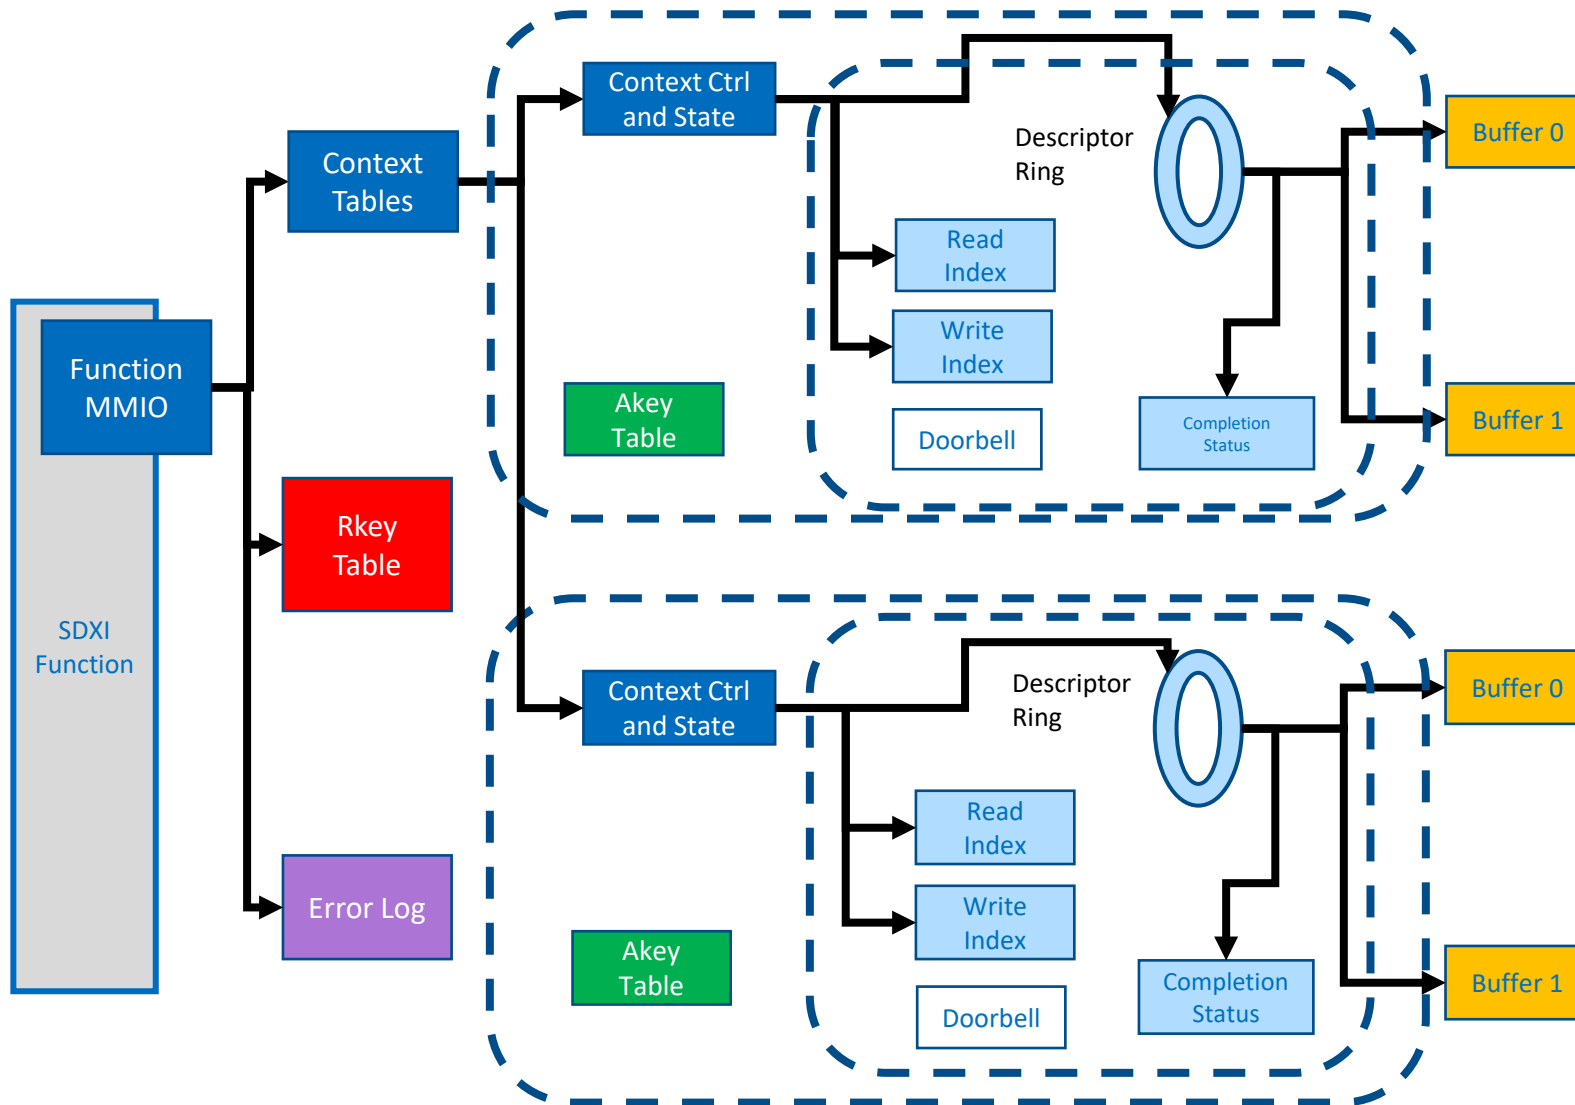 Context Ctrl
and State
Descriptor
Ring
Buffer 0
Context
Tables
Read
Index
Write
Index
Function
MMIO
Akey
Table
Doorbell
Completion
Status
Buffer 1
Rkey
Table
SDXI
Function
Context Ctrl
and State
Descriptor
Ring
Buffer 0
Read
Index
Error Log
Write
Index
Akey
Table
Doorbell
Completion
Status
Buffer 1